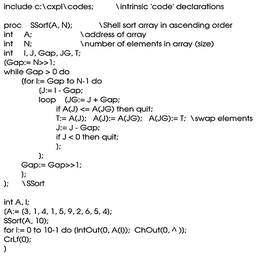 include c:\cxpl\codes; \intrinsic 'code' declarations
proc SSort(A, N); \Shell sort array in ascending order
int A; \address of array
int N; \number of elements in array (size)
int I, J, Gap, JG, T;
(Gap:= N>>1;
while Gap > 0 do
(for I:= Gap to N-1 do
(J:= I - Gap;
loop (JG:= J + Gap;
if A(J) <= A(JG) then quit;
T:= A(J); A(J):= A(JG); A(JG):= T; \swap elements
J:= J - Gap;
if J < 0 then quit;
);
);
Gap:= Gap>>1;
);
); \SSort
int A, I;
(A:= (3, 1, 4, 1, 5, 9, 2, 6, 5, 4);
SSort(A, 10);
for I:= 0 to 10-1 do (IntOut(0, A(I)); ChOut(0, ^ );
CrLf(0);
)